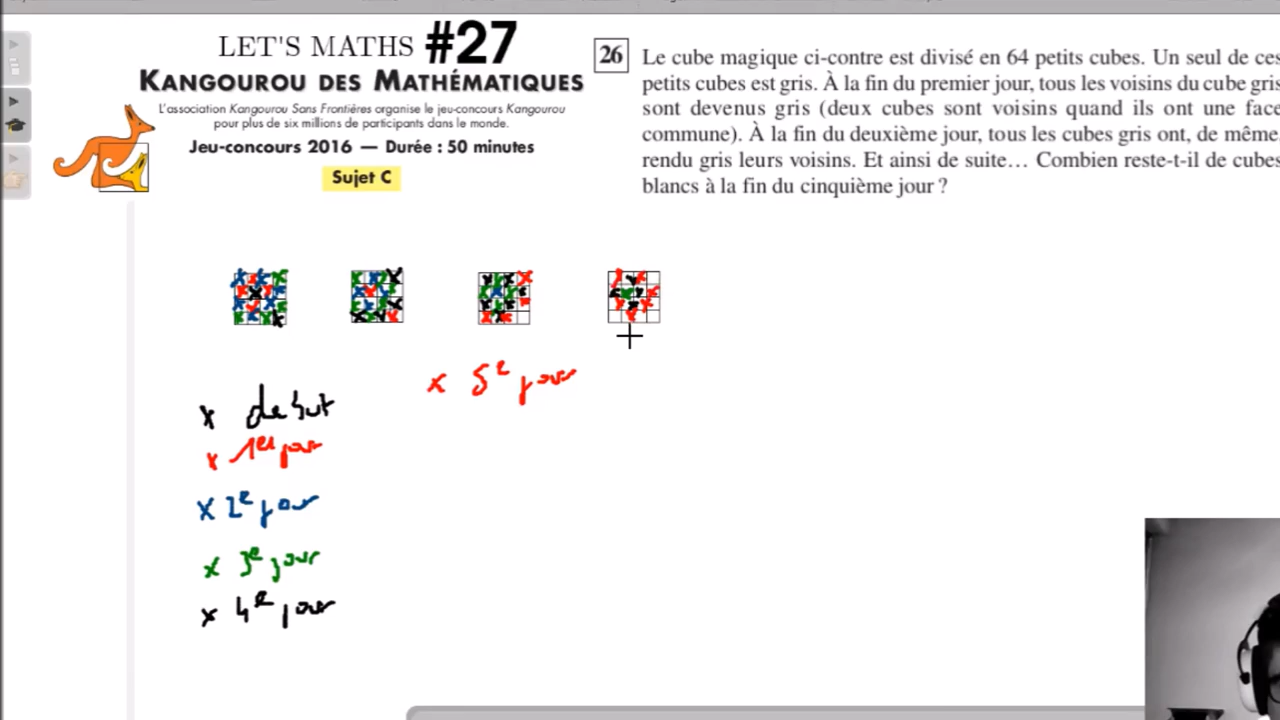 LET'S MATHS #27
KANGOUROU DES MATHÉMATIQUES
L'association Kangourou Sans Frontières organise le jeu-concours Kangourou
pour plus de six millions de participants dans le monde.
Jeu-concours 2016 — Durée : 50 minutes
Sujet C
26 Le cube magique ci-contre est divisé en 64 petits cubes. Un seul de ces
petits cubes est gris. À la fin du premier jour, tous les voisins du cube gris
sont devenus gris (deux cubes sont voisins quand ils ont une face
commune). À la fin du deuxième jour, tous les cubes gris ont, de même,
rendu gris leurs voisins. Et ainsi de suite… Combien reste-t-il de cubes
blancs à la fin du cinquième jour ?
x 5e jour
x debut
x 1er jour
x 2e jour
x 3e jour
x 4e jour